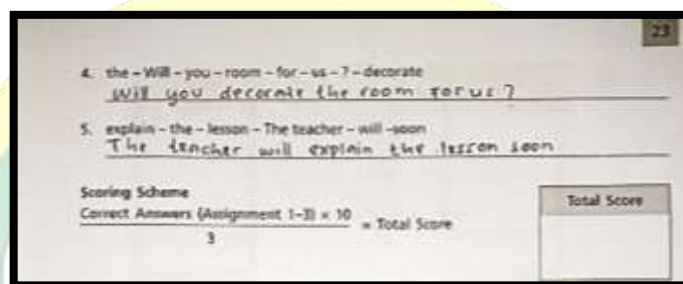 23
4. the – Will – you – room – for – us – ? – decorate
Will you decorate the room for us ?
5. explain – the – lesson – The teacher – will –soon
The teacher will explain the lesson soon
Scoring Scheme
Correct Answers (Assignment 1–3) × 10
= Total Score
3
Total Score